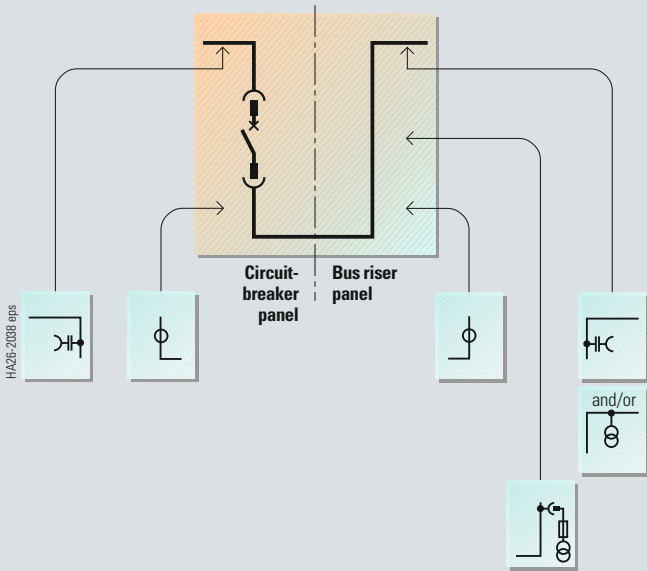 Circuit-
breaker
panel
Bus riser
panel
HA26-2038 eps
and/or